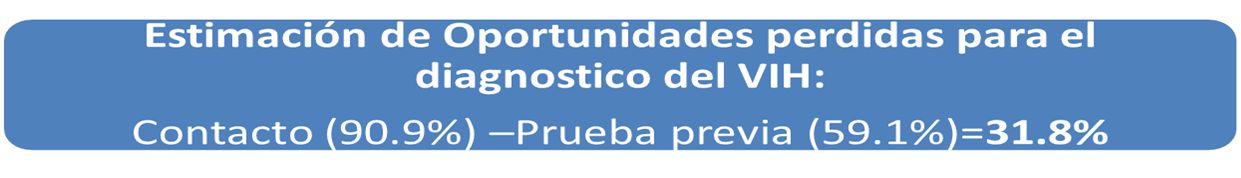 Estimación de Oportunidades perdidas para el
diagnostico del VIH:
Contacto (90.9%) –Prueba previa (59.1%)=31.8%